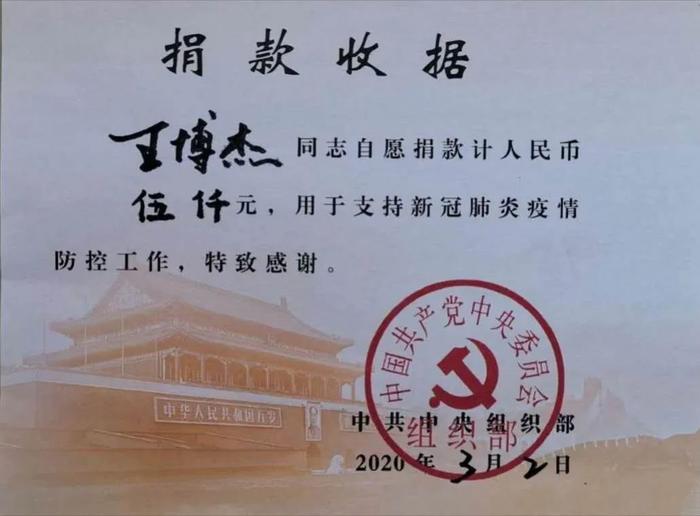 捐款收据
王博杰同志自愿捐款计人民币
伍仟元，用于支持新冠肺炎疫情
防控工作，特致感谢。
中国共产党中央委员会
中华人民共和国万岁
中共中央组织部
组织部
2020年3月2日